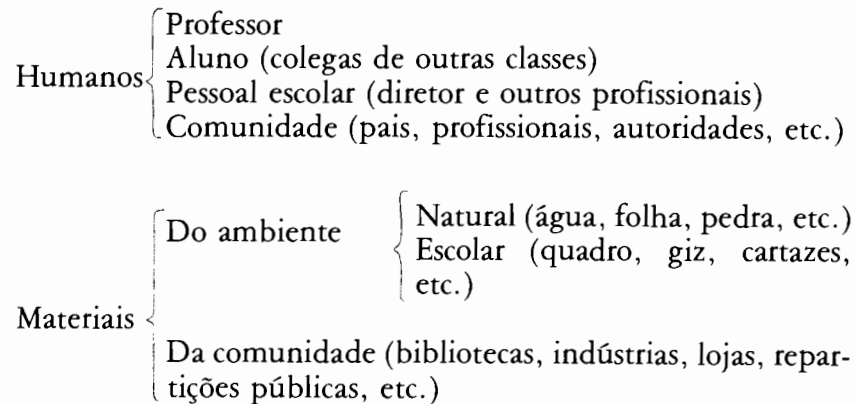 Professor
Aluno (colegas de outras classes)
Humanos
Pessoal escolar (diretor e outros profissionais)
Comunidade (pais, profissionais, autoridades, etc.)
Natural (água, folha, pedra, etc.)
Do ambiente
Escolar (quadro, giz, cartazes,
etc.)
Materiais
Da comunidade (bibliotecas, indústrias, lojas, repar-
tições públicas, etc.)